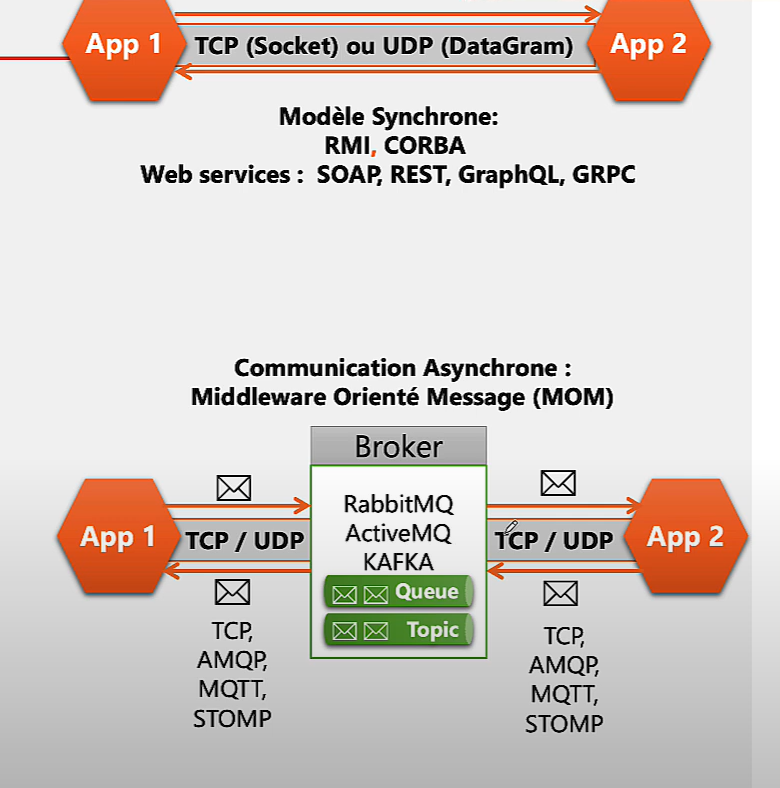 App 1 TCP (Socket) ou UDP (DataGram) App 2
Modèle Synchrone:
RMI, CORBA
Web services : SOAP, REST, GraphQL, GRPC
Communication Asynchrone :
Middleware Orienté Message (MOM)
Broker
RabbitMQ
ActiveMQ
KAFKA
App 1 TCP / UDP TCP / UDP App 2
Queue
Topic
TCP,
AMQP,
MQTT,
STOMP
TCP,
AMQP,
MQTT,
STOMP